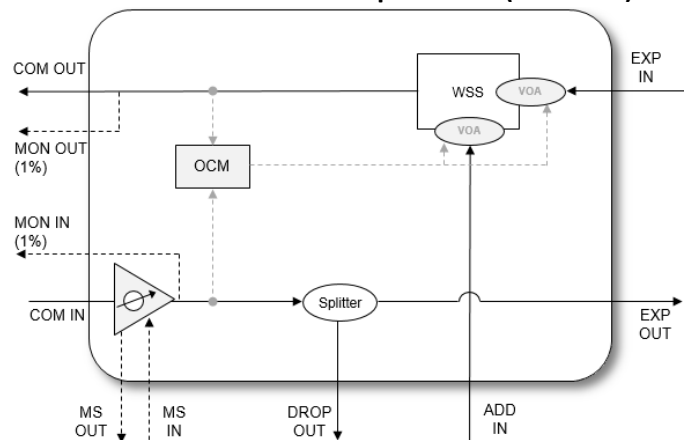 COM OUT
EXP
IN
WSS
VOA
VOA
MON OUT
(1%)
OCM
MON IN
(1%)
Splitter
COM IN
EXP
OUT
MS
OUT
MS
IN
DROP
OUT
ADD
IN